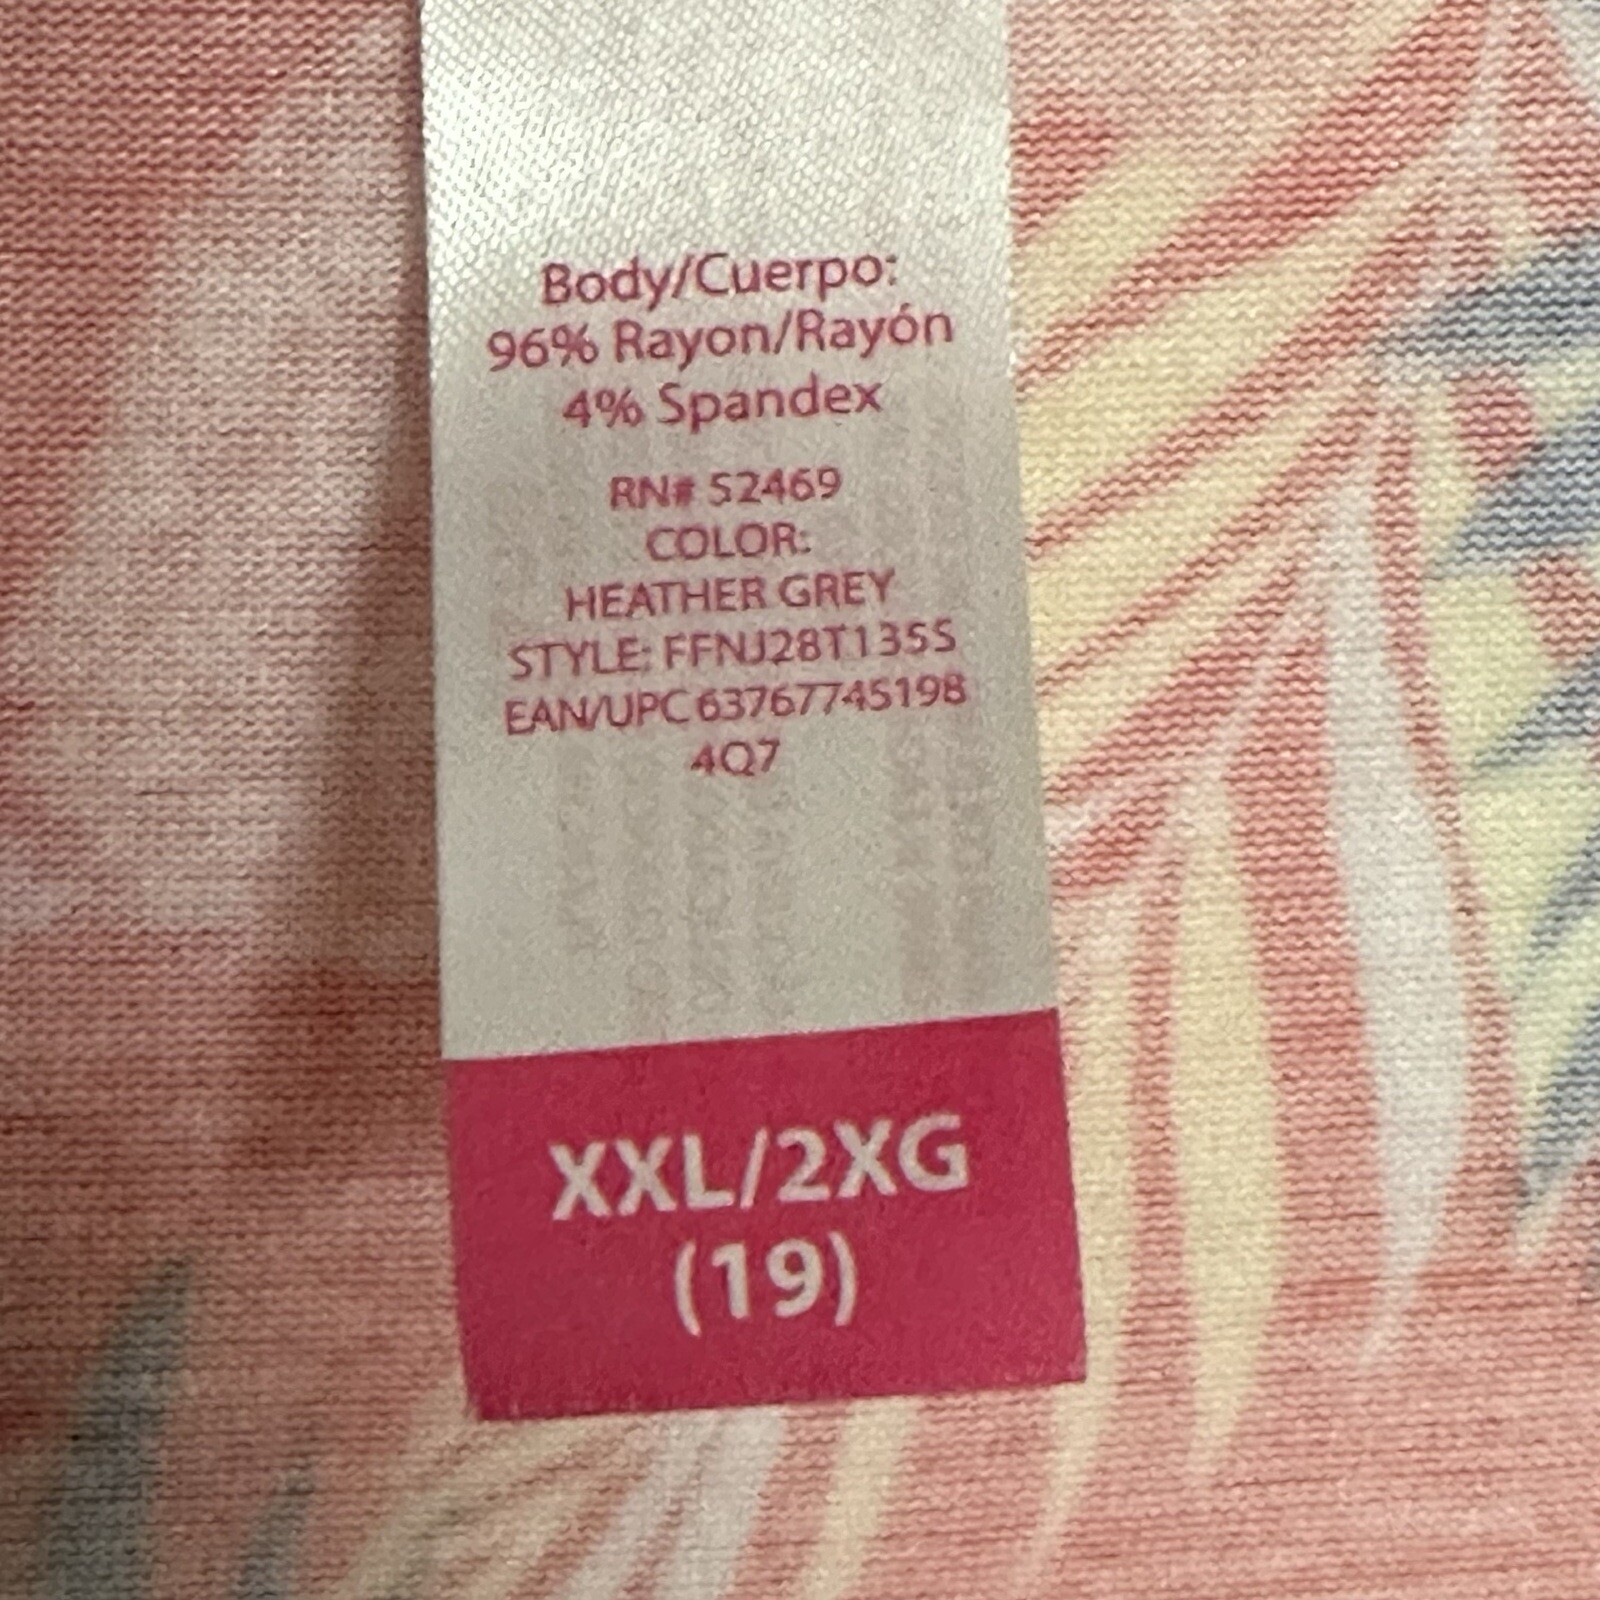 Body/Cuerpo:
96% Rayon/Rayón
4% Spandex
RN# 52469
COLOR:
HEATHER GREY
STYLE: FFNJ28T135S
EAN/UPC 63767745198
4Q7
XXL/2XG
(19)